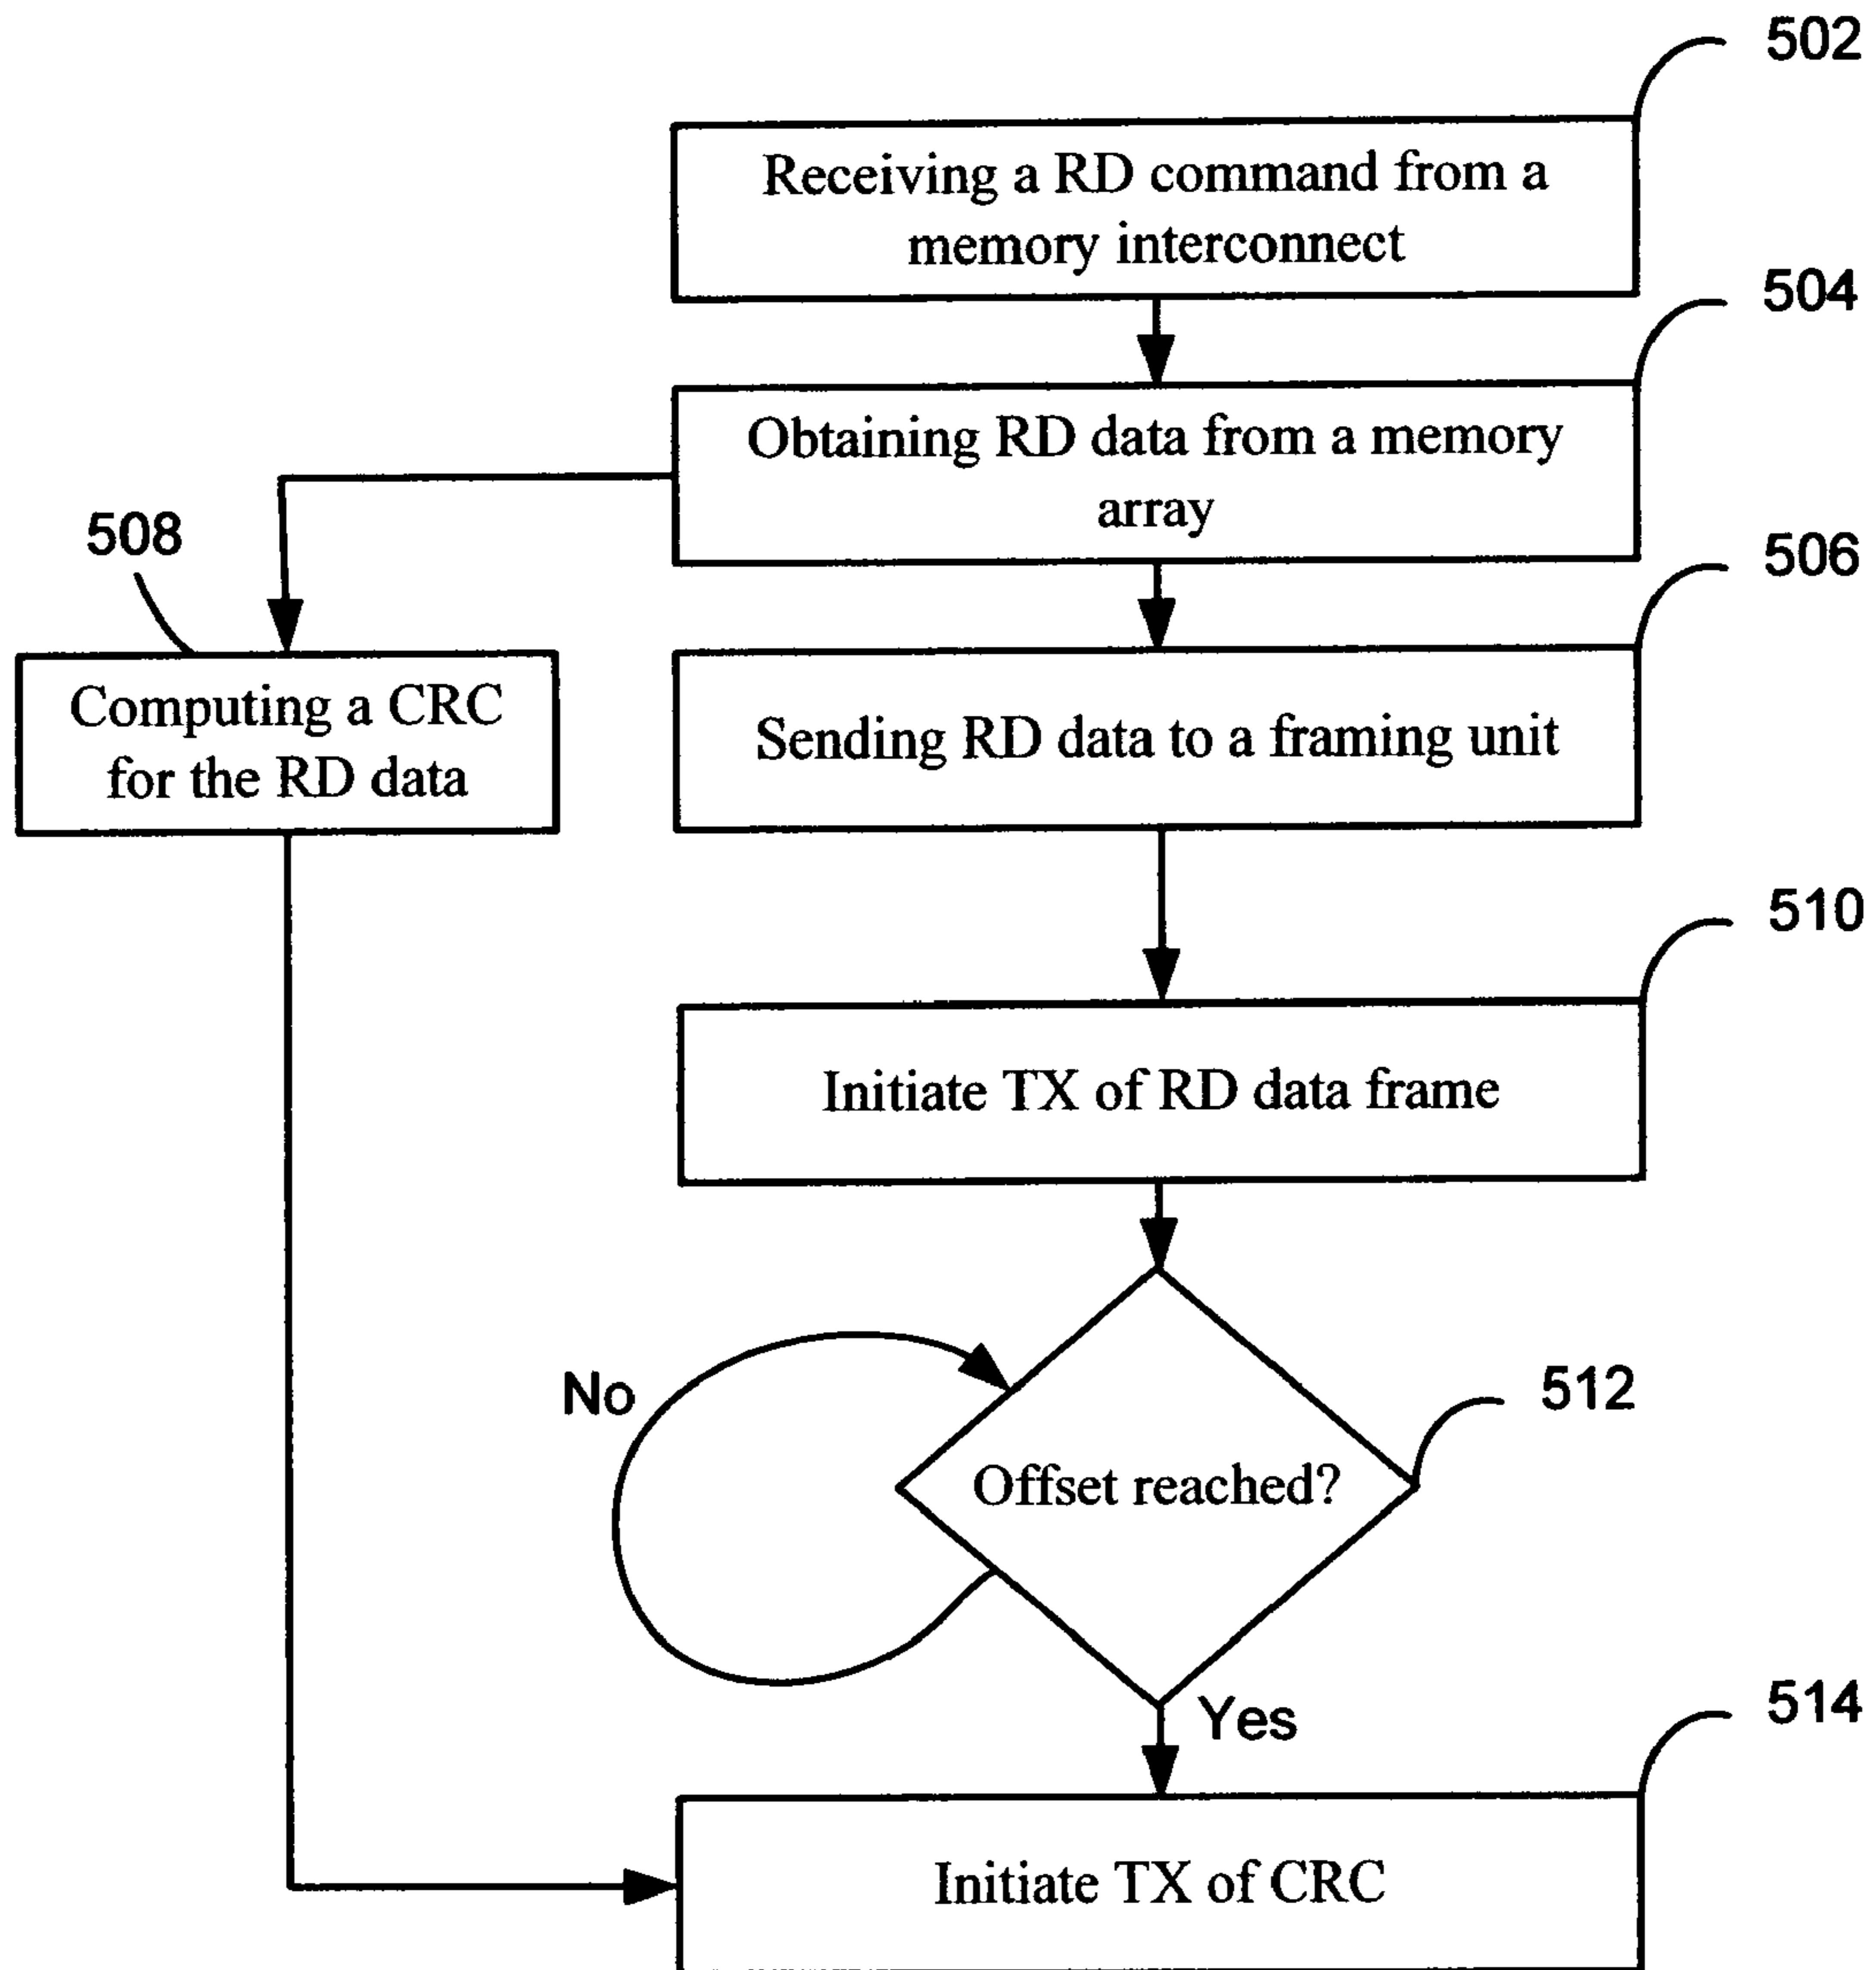 502
Receiving a RD command from a
memory interconnect
504
Obtaining RD data from a memory
array
508
506
Computing a CRC
for the RD data
Sending RD data to a framing unit
510
Initiate TX of RD data frame
No
512
Offset reached?
Yes
514
Initiate TX of CRC